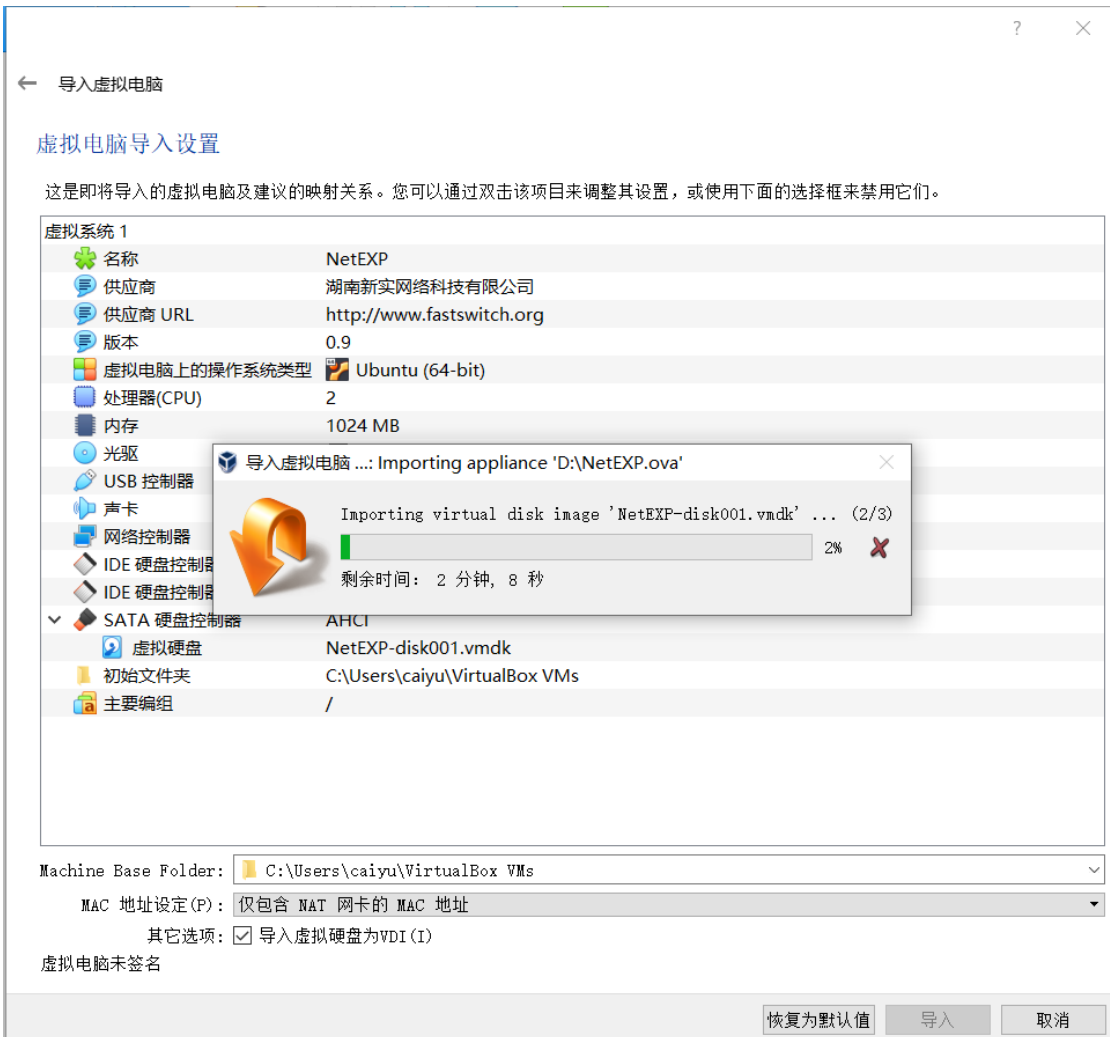 ?
导入虚拟电脑
虚拟电脑导入设置
这是即将导入的虚拟电脑及建议的映射关系。您可以通过双击该项目来调整其设置，或使用下面的选择框来禁用它们。
虚拟系统 1
名称 NetEXP
供应商 湖南新实网络科技有限公司
供应商 URL http://www.fastswitch.org
版本 0.9
虚拟电脑上的操作系统类型 Ubuntu (64-bit)
处理器(CPU) 2
内存 1024 MB
光驱
USB 控制器
声卡
网络控制器
IDE 硬盘控制器
IDE 硬盘控制器
导入虚拟电脑 ...: Importing appliance 'D:\NetEXP.ova'
Importing virtual disk image 'NetEXP-disk001.vmdk' ... (2/3)
2%
剩余时间： 2 分钟, 8 秒
SATA 硬盘控制器 AHCI
虚拟硬盘 NetEXP-disk001.vmdk
初始文件夹 C:\Users\caiyu\VirtualBox VMs
主要编组 /
Machine Base Folder: C:\Users\caiyu\VirtualBox VMs
MAC 地址设定(P): 仅包含 NAT 网卡的 MAC 地址
其它选项: 导入虚拟硬盘为VDI(I)
虚拟电脑未签名
恢复为默认值 导入 取消